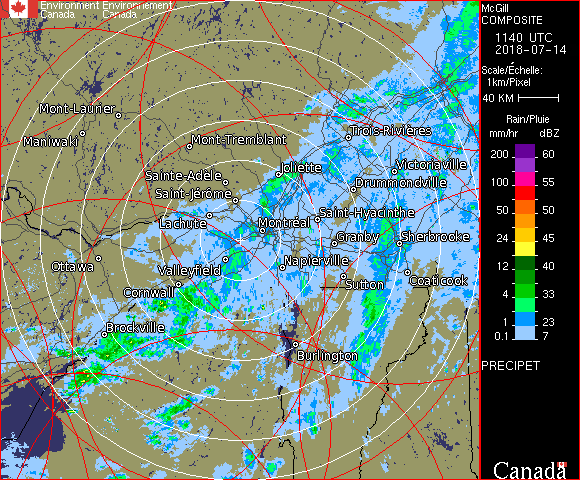 Environment Environnement
Canada Canada
McGill
COMPOSITE
1140 UTC
2018-07-14
Scale/Échelle:
1km/Pixel
40 KM
Rain/Pluie
mm/hr dBZ
200 60
100 55
50 50
24 45
12 40
4 33
1 23
0.1 7
PRECIPET
Canada
Mont-Laurier
Maniwaki
Mont-Tremblant
Trois-Rivières
Sainte-Adèle
Joliette
Victoriaville
Saint-Jérôme
Drummondville
Lachute
Montréal
Saint-Hyacinthe
Granby
Sherbrooke
Ottawa
Valleyfield
Napierville
Cornwall
Sutton
Coaticook
Brockville
Burlington